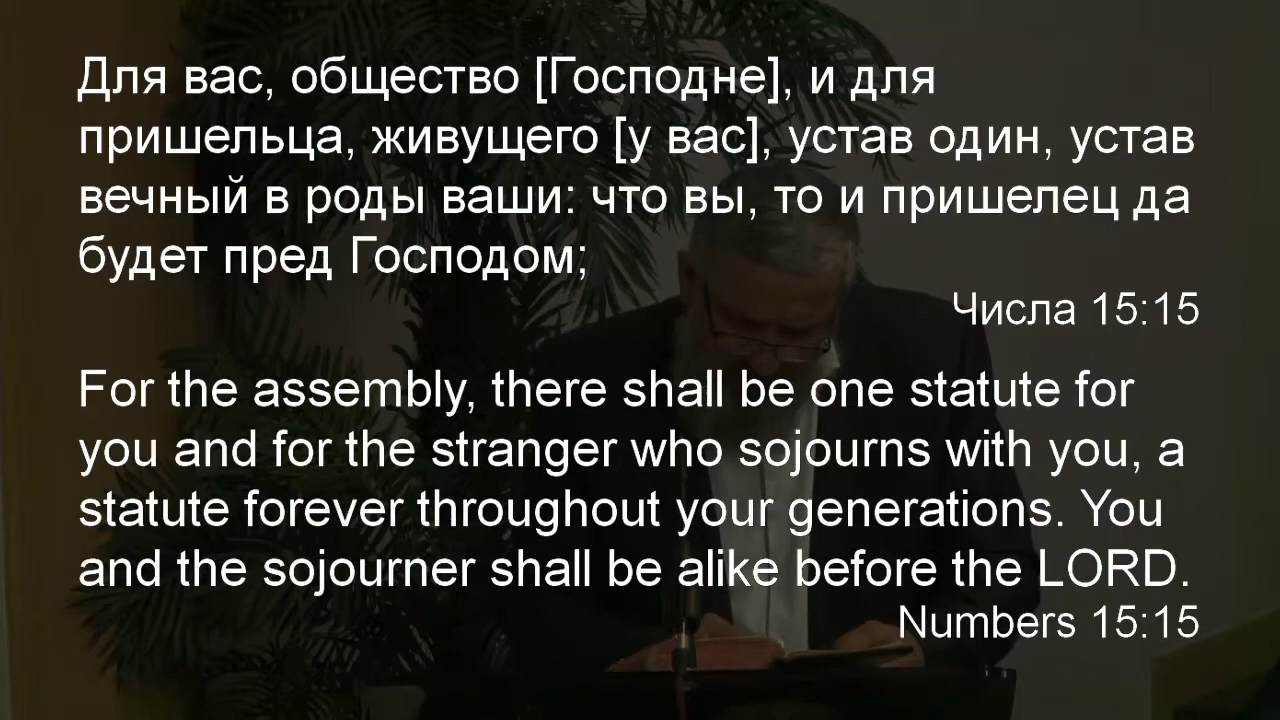 Для вас, общество [Господне], и для
пришельца, живущего [у вас], устав один, устав
вечный в роды ваши: что вы, то и пришелец да
будет пред Господом;
Числа 15:15
For the assembly, there shall be one statute for
you and for the stranger who sojourns with you, a
statute forever throughout your generations. You
and the sojourner shall be alike before the LORD.
Numbers 15:15